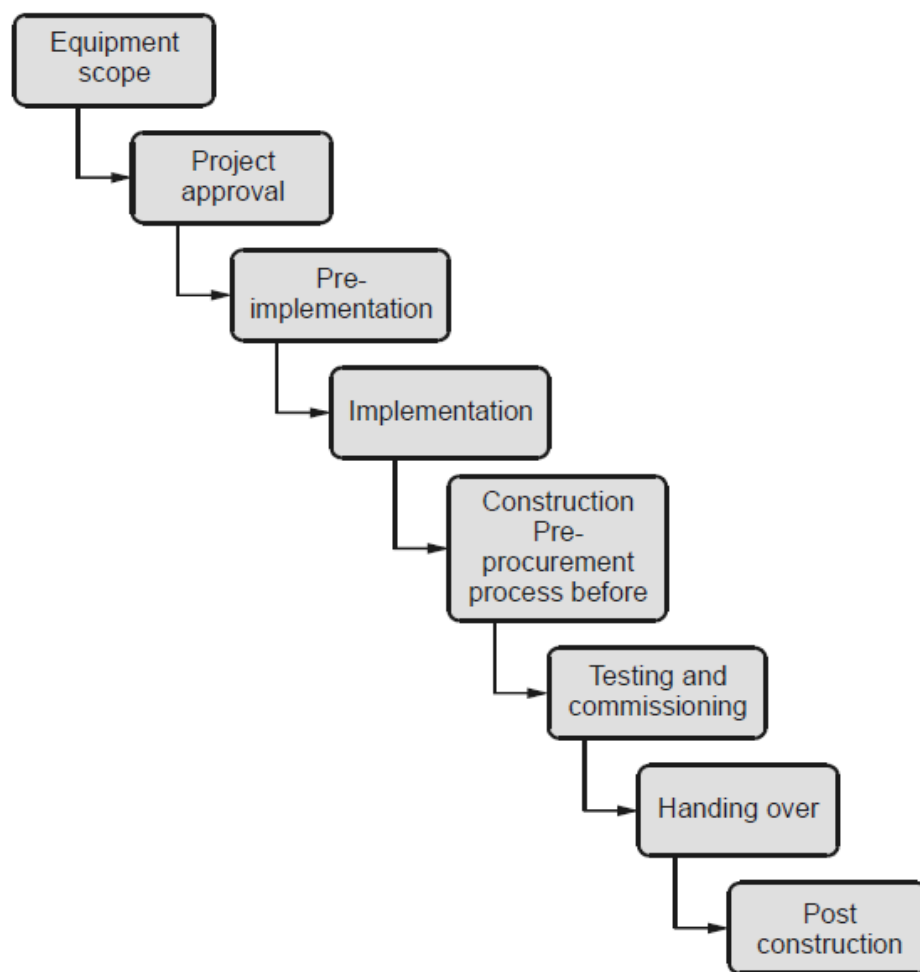 Equipment
scope
Project
approval
Pre-
implementation
Implementation
Construction
Pre-
procurement
process before
Testing and
commissioning
Handing over
Post
construction